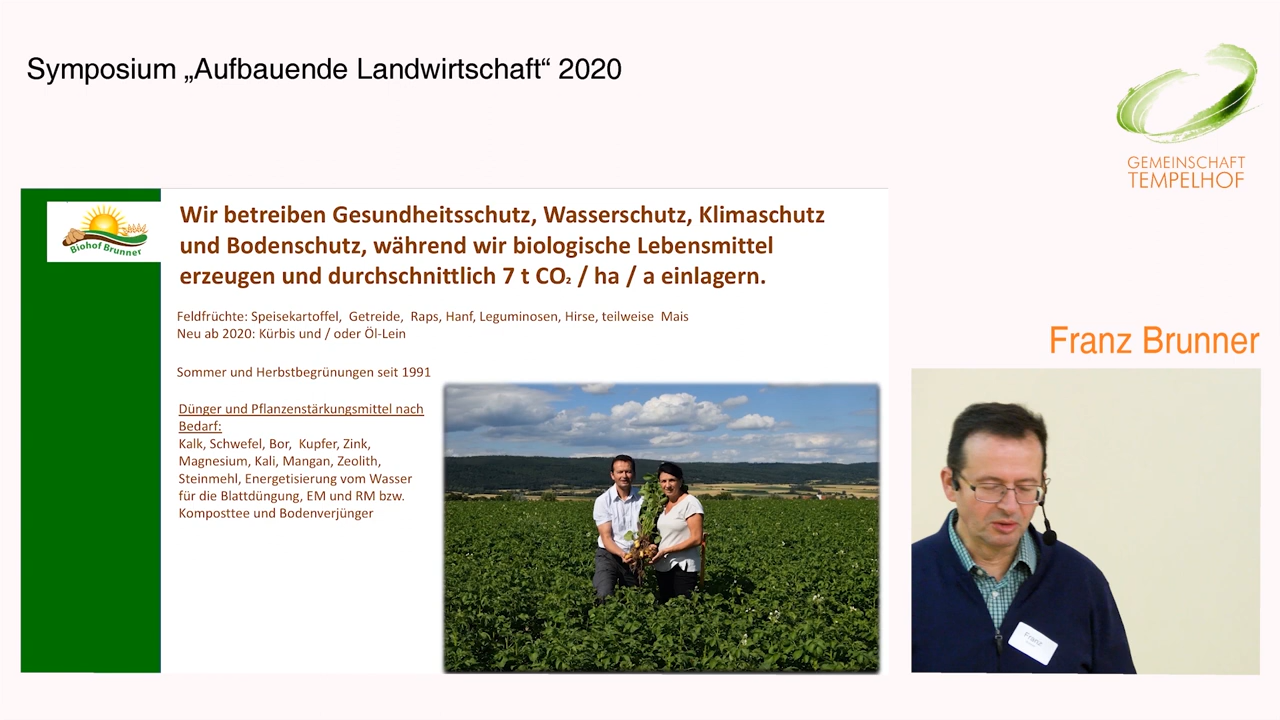 Symposium „Aufbauende Landwirtschaft“ 2020
GEMEINSCHAFT
TEMPELHOF
Biohof Brunner
Wir betreiben Gesundheitsschutz, Wasserschutz, Klimaschutz
und Bodenschutz, während wir biologische Lebensmittel
erzeugen und durchschnittlich 7 t CO₂ / ha / a einlagern.
Feldfrüchte: Speisekartoffel, Getreide, Raps, Hanf, Leguminosen, Hirse, teilweise Mais
Neu ab 2020: Kürbis und / oder Öl-Lein
Sommer und Herbstbegrünungen seit 1991
Dünger und Pflanzenstärkungsmittel nach
Bedarf:
Kalk, Schwefel, Bor, Kupfer, Zink,
Magnesium, Kali, Mangan, Zeolith,
Steinmehl, Energetisierung vom Wasser
für die Blattdüngung, EM und RM bzw.
Komposttee und Bodenverjünger
Franz Brunner
Franz